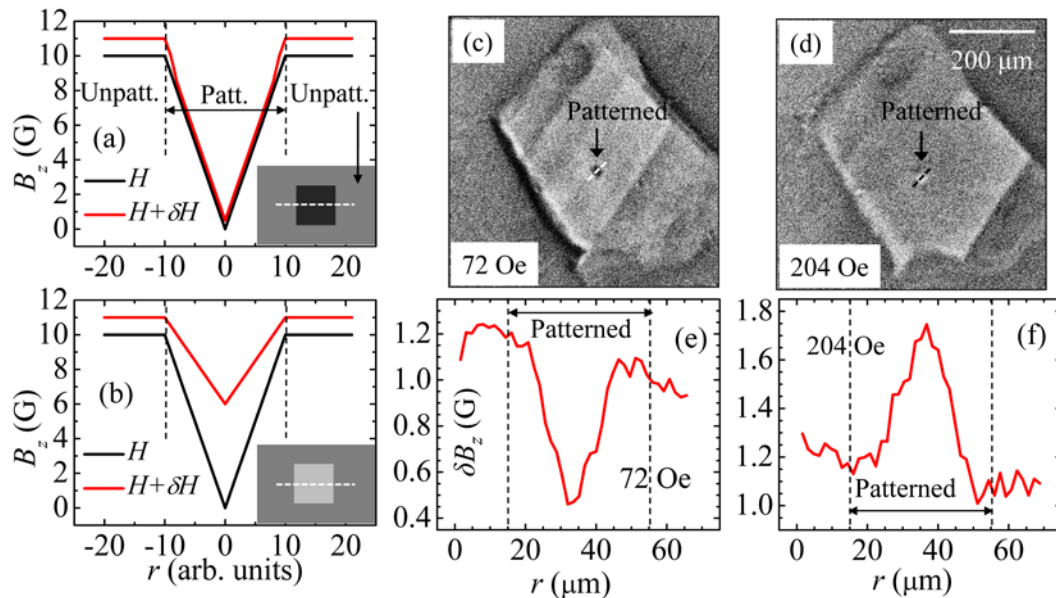 12
10
8
6
4
2
0
B_z (G)
Unpatt.
Patt.
Unpatt.
(a)
H
H+δH
-20 -10 0 10 20
12
10
8
6
4
2
0
B_z (G)
(b)
H
H+δH
-20 -10 0 10 20
r (arb. units)
(c)
Patterned
72 Oe
(d)
200 μm
Patterned
204 Oe
1.2
1.0
0.8
0.6
0.4
δB_z (G)
Patterned
(e)
72 Oe
0 20 40 60
r (μm)
1.8
1.6
1.4
1.2
1.0
204 Oe
(f)
Patterned
0 20 40 60
r (μm)